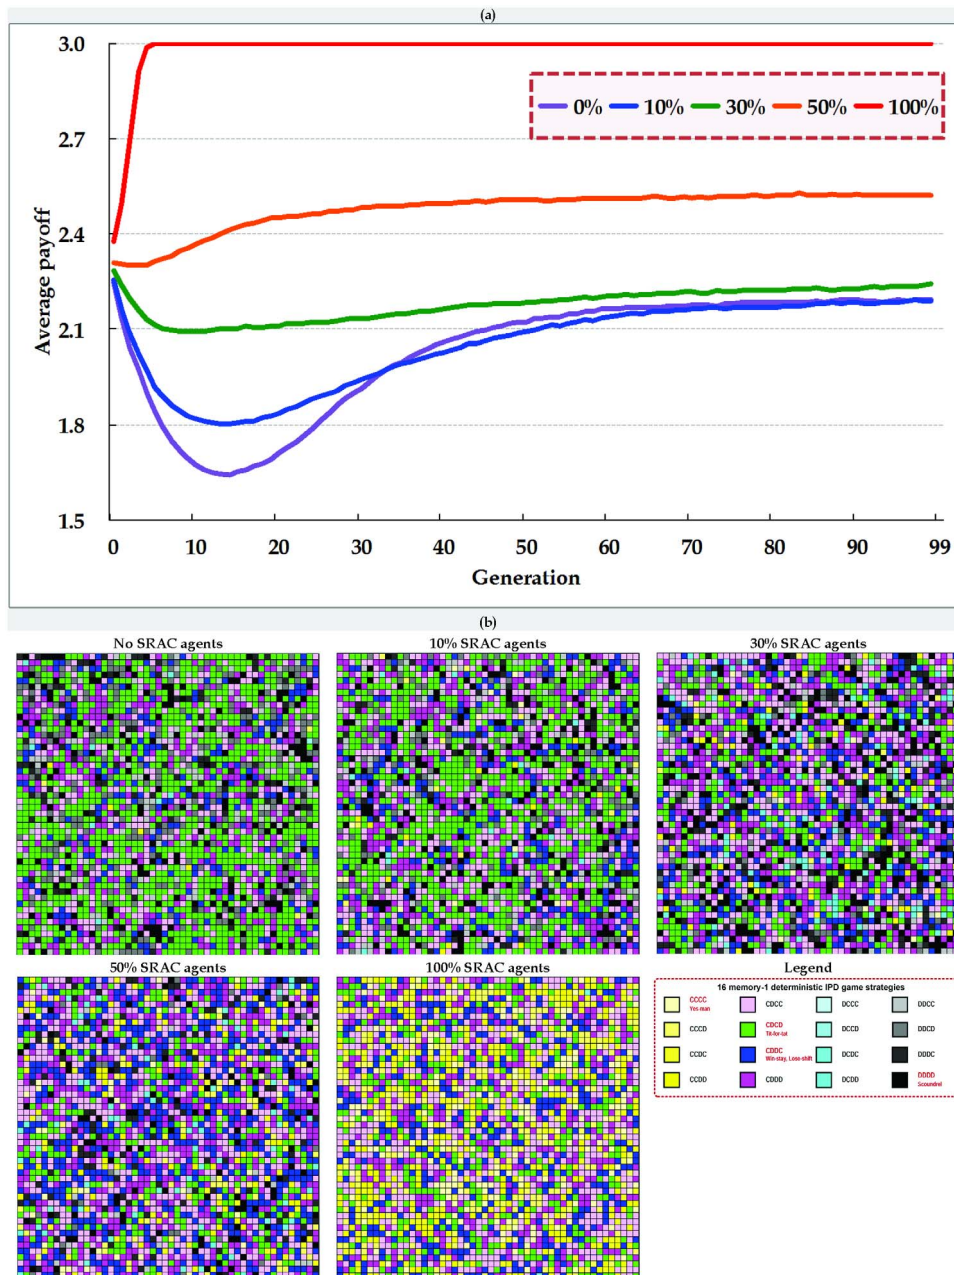 (a)
3.0
2.7
2.4
2.1
1.8
1.5
Average payoff
0% 10% 30% 50% 100%
0 10 20 30 40 50 60 70 80 90 99
Generation
(b)
No SRAC agents
10% SRAC agents
30% SRAC agents
50% SRAC agents
100% SRAC agents
Legend
16 memory-1 deterministic IPD game strategies
CCCC
Yes-man
CDCC
DCCC
DDCC
CCCD
CDCD
Tit-for-tat
DCCD
DDCD
CCDC
CDDC
Win-stay, Lose-shift
DCDC
DDDC
CCDD
CDDD
DCDD
DDDD
Scoundrel